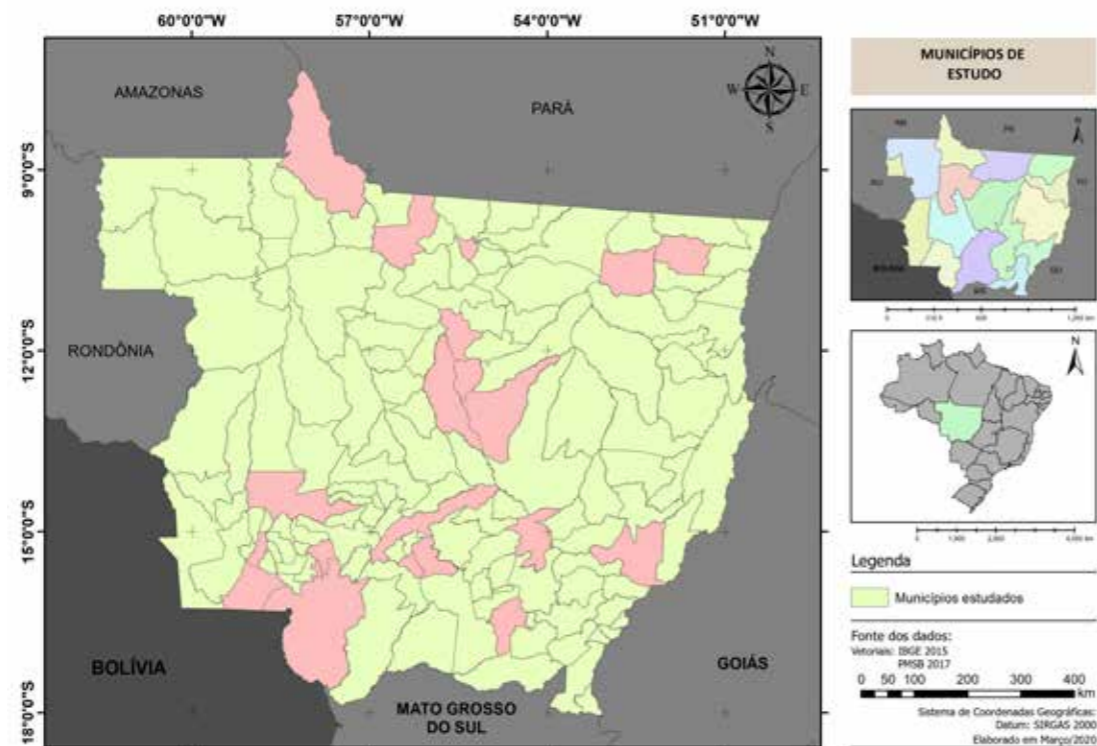 60°0'0"W 57°0'0"W 54°0'0"W 51°0'0"W
9°0'0"S
12°0'0"S
15°0'0"S
18°0'0"S
AMAZONAS
PARÁ
N
W E
S
RONDÔNIA
BOLÍVIA
MATO GROSSO
DO SUL
GOIÁS
MUNICÍPIOS DE
ESTUDO
N
N
Legenda
Municípios estudados
Fonte dos dados:
Vetoriais: IBGE 2015
PMSB 2017
0 50 100 200 300 400
km
Sistema de Coordenadas Geográficas:
Datum: SIRGAS 2000
Elaborado em Março/2020